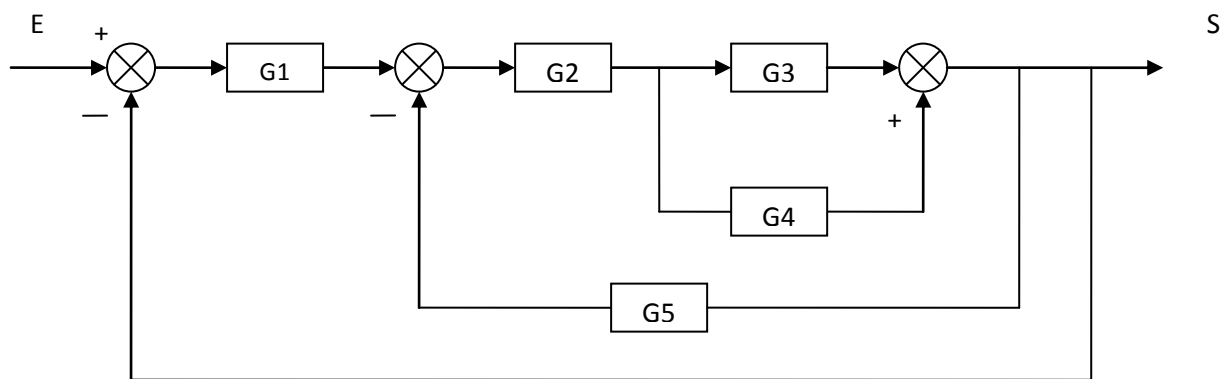 E S
+
G1 G2 G3
— — +
G4
G5